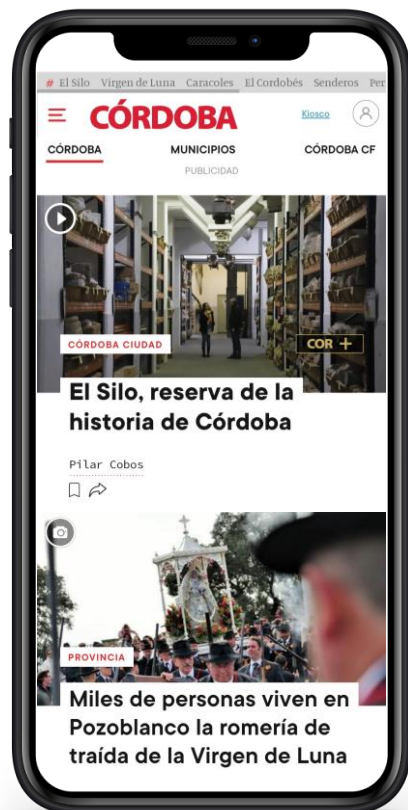 # El Silo Virgen de Luna Caracoles El Cordobés Senderos Per
CÓRDOBA
Kiosco
CÓRDOBA MUNICIPIOS CÓRDOBA CF
PUBLICIDAD
CÓRDOBA CIUDAD
COR +
El Silo, reserva de la
historia de Córdoba
Pilar Cobos
PROVINCIA
Miles de personas viven en
Pozoblanco la romería de
traída de la Virgen de Luna